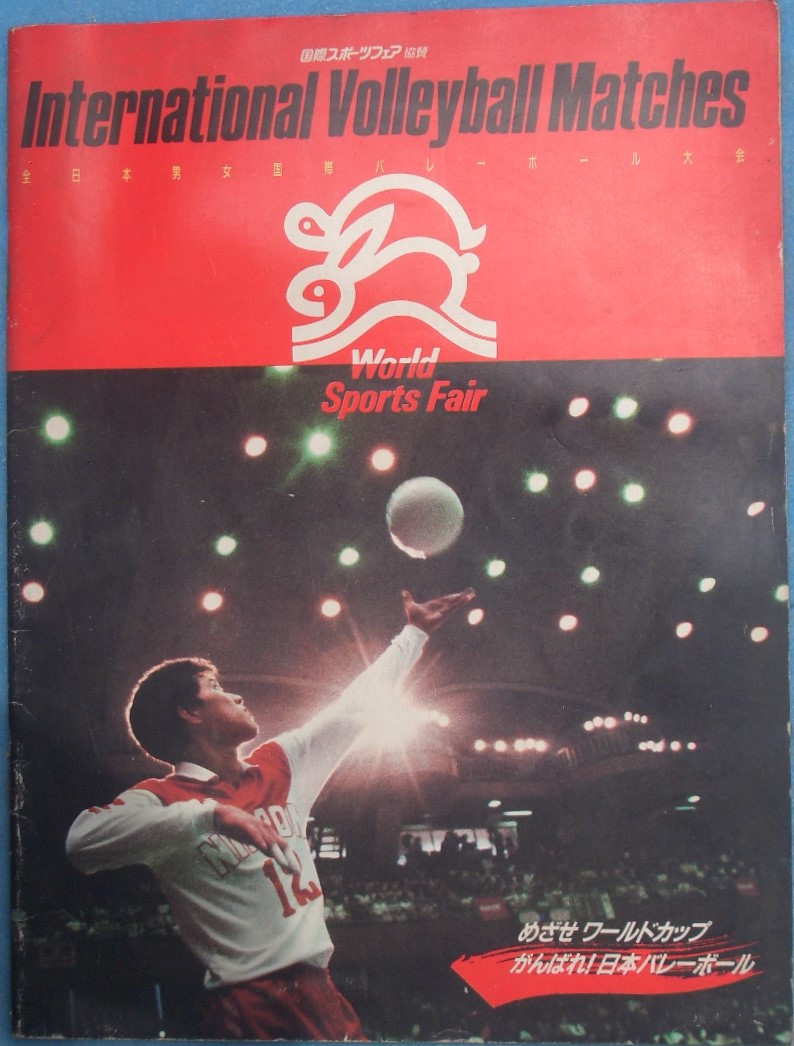 国際スポーツフェア 協賛
International Volleyball Matches
全日本男女国際バレーボール大会
World
Sports Fair
NIPPON
12
めざせ ワールドカップ
がんばれ!日本バレーボール